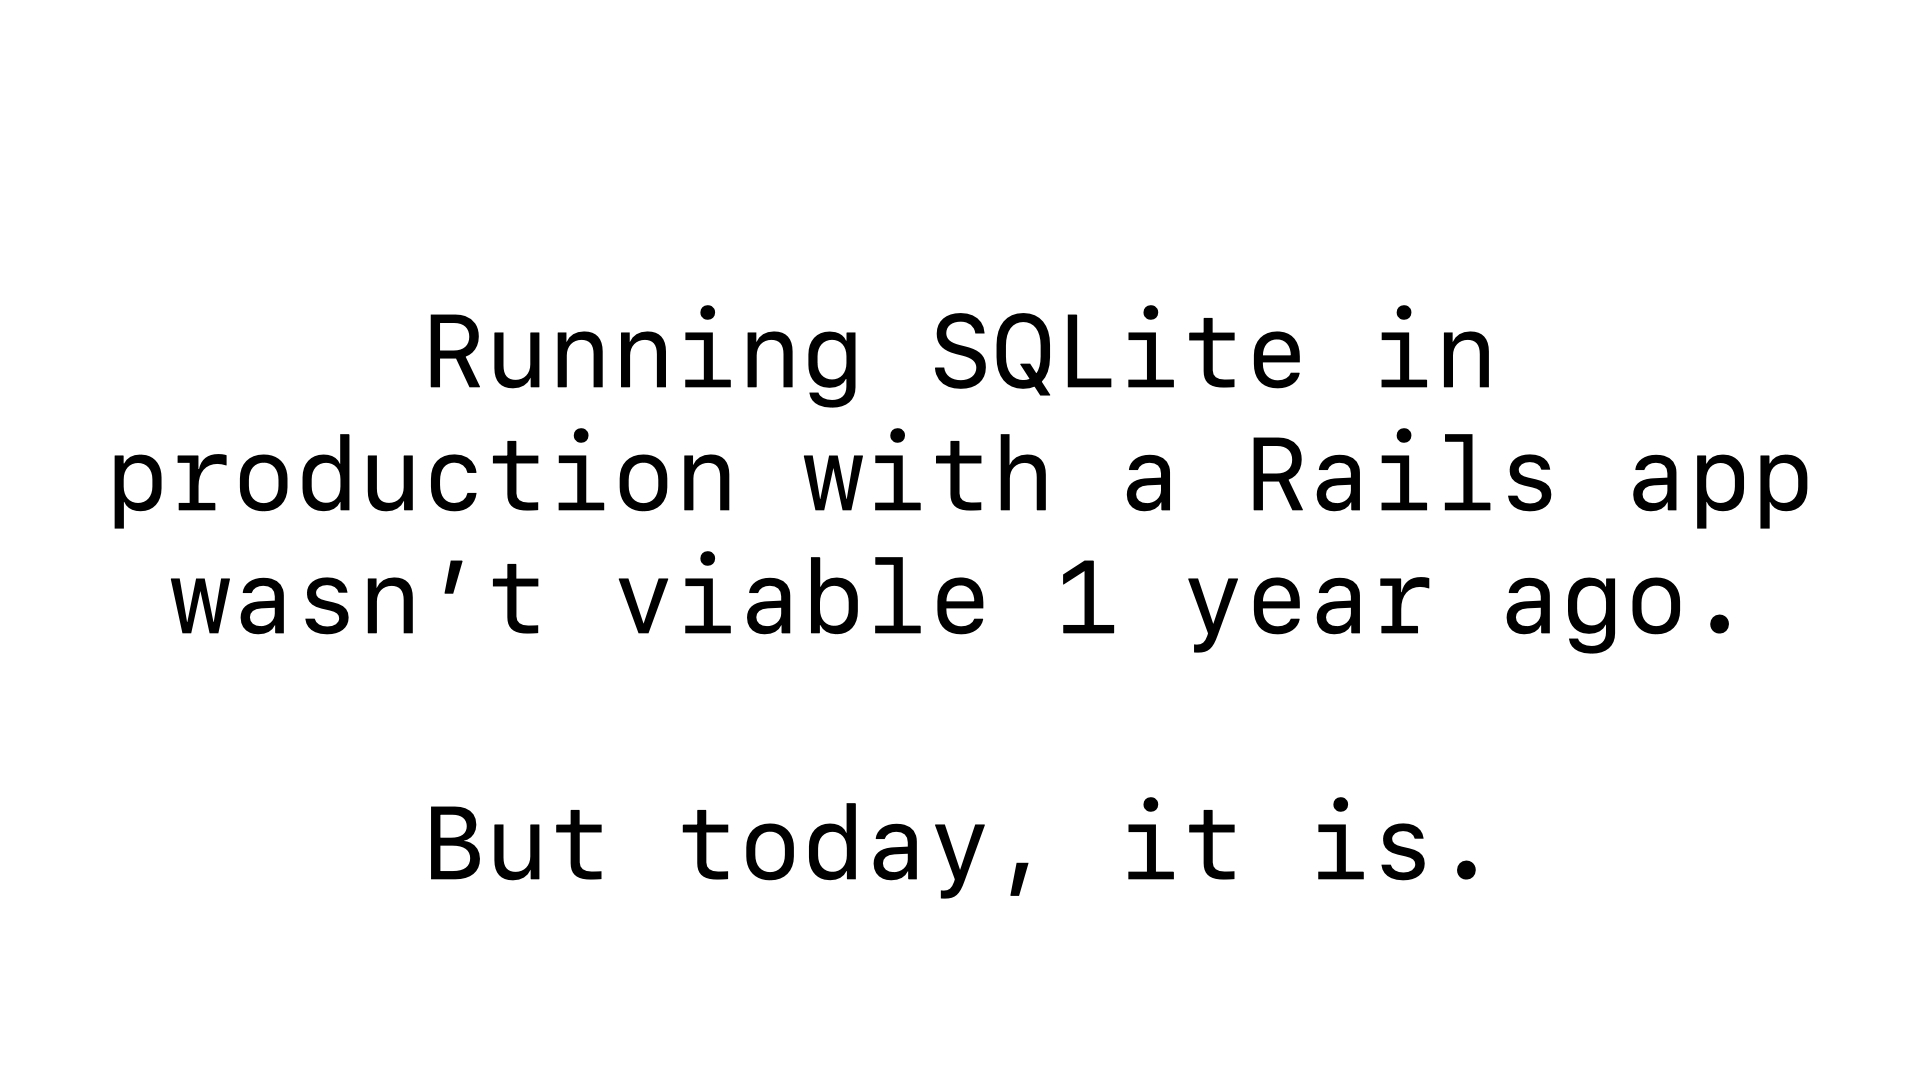 Running SQLite in
production with a Rails app
wasn’t viable 1 year ago.
But today, it is.